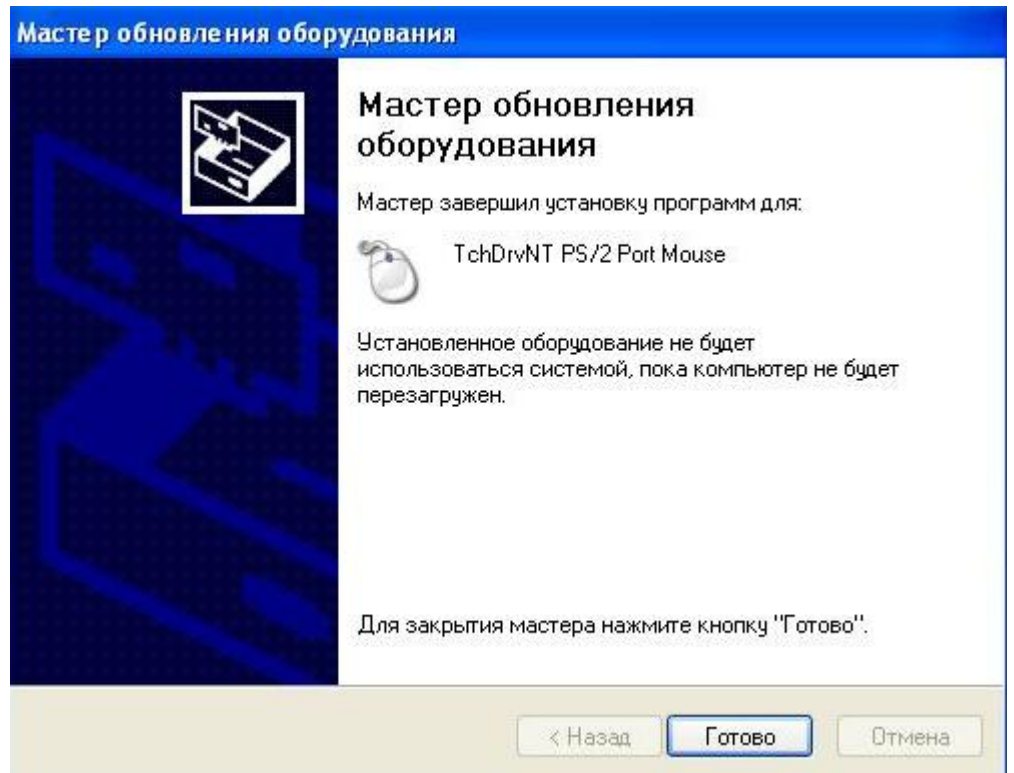 Мастер обновления оборудования
Мастер обновления
оборудования
Мастер завершил установку программ для:
TchDrvNT PS/2 Port Mouse
Установленное оборудование не будет
использоваться системой, пока компьютер не будет
перезагружен.
Для закрытия мастера нажмите кнопку "Готово".
< Назад
Готово
Отмена